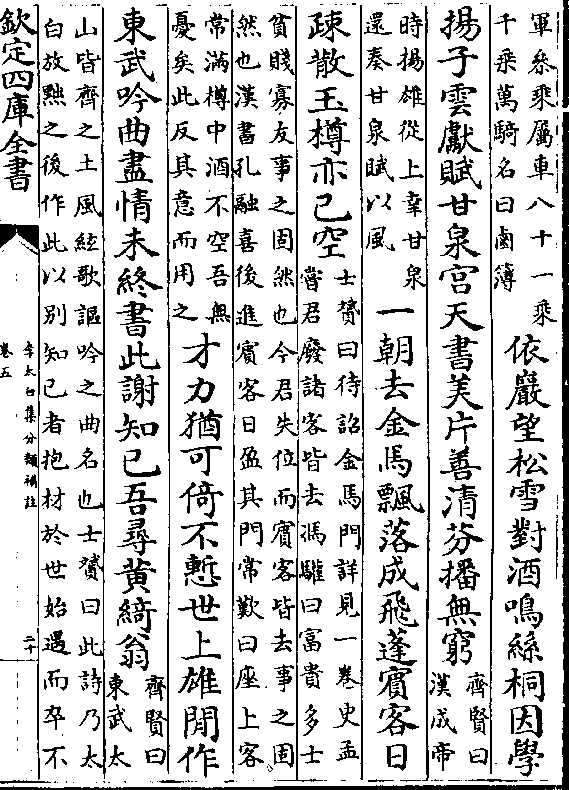 軍叅乗屬車八十一乘
千乗萬騎名曰鹵簿
依巖望松雪對酒鳴絲桐因學
揚子雲獻賦甘泉宮天書美片善清芬播無窮
齊賢曰
漢成帝
時揚雄從上幸甘泉
還奏甘泉賦以風
一朝去金馬飄落成飛蓬賓客日
疎散玉樽亦已空
士贇曰待詔金馬門詳見一卷史孟
嘗君廢諸客皆去馮驩曰富貴多士
貧賤寡友事之固然也今君失位而賓客皆去事之固
然也漢書孔融喜後進賓客日盈其門常歎曰座上客
常滿樽中酒不空吾無
憂矣此反其意而用之
才力猶可倚不慙世上雄閒作
東武吟曲盡情未終書此謝知已吾尋黄綺翁
齊賢曰
東武太
山皆齊之土風絃歌謳吟之曲名也士贇曰此詩乃太
白放黜之後作此以别知已者抱材於世始遇而卒不
欽定四庫全書
李太白集分類補註
卷五
二十